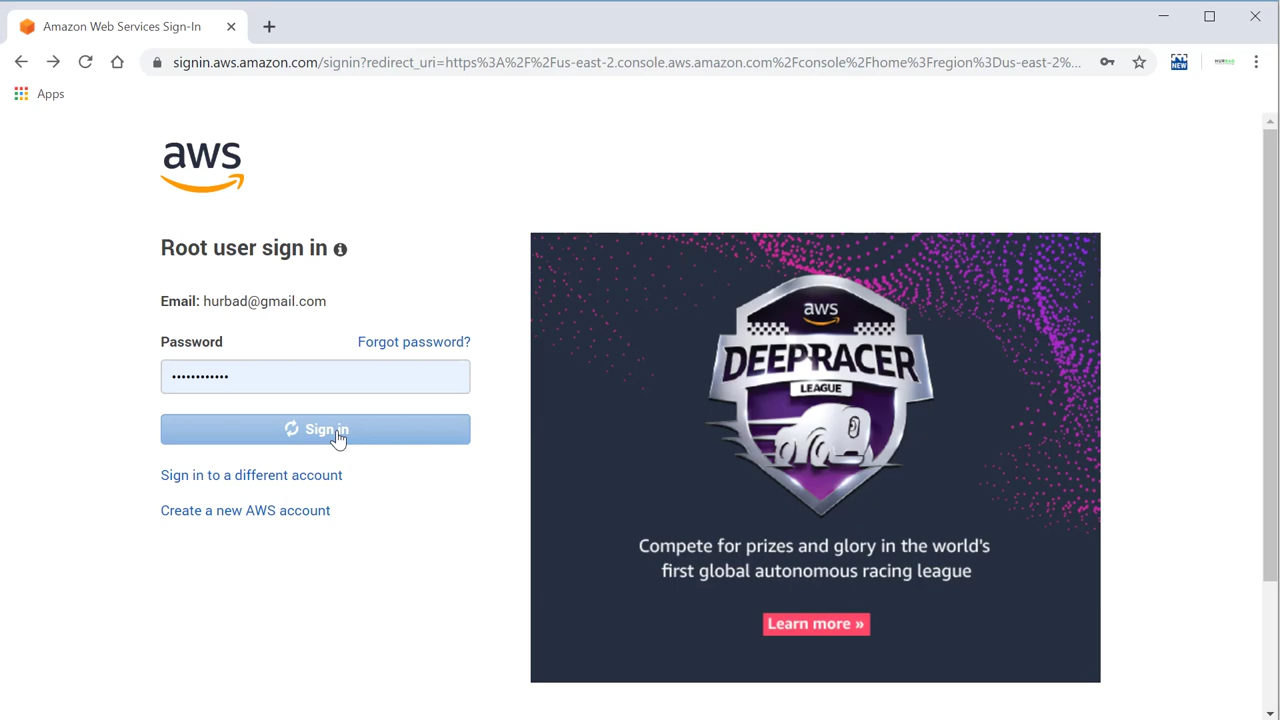 Amazon Web Services Sign-In
signin.aws.amazon.com/signin?redirect_uri=https%3A%2F%2Fus-east-2.console.aws.amazon.com%2Fconsole%2Fhome%3Fregion%3Dus-east-2%...
NEW
HURBAD
Apps
aws
Root user sign in
Email: hurbad@gmail.com
Password
Forgot password?
••••••••••••
Sign in
Sign in to a different account
Create a new AWS account
aws
DEEPRACER
LEAGUE
Compete for prizes and glory in the world's
first global autonomous racing league
Learn more »